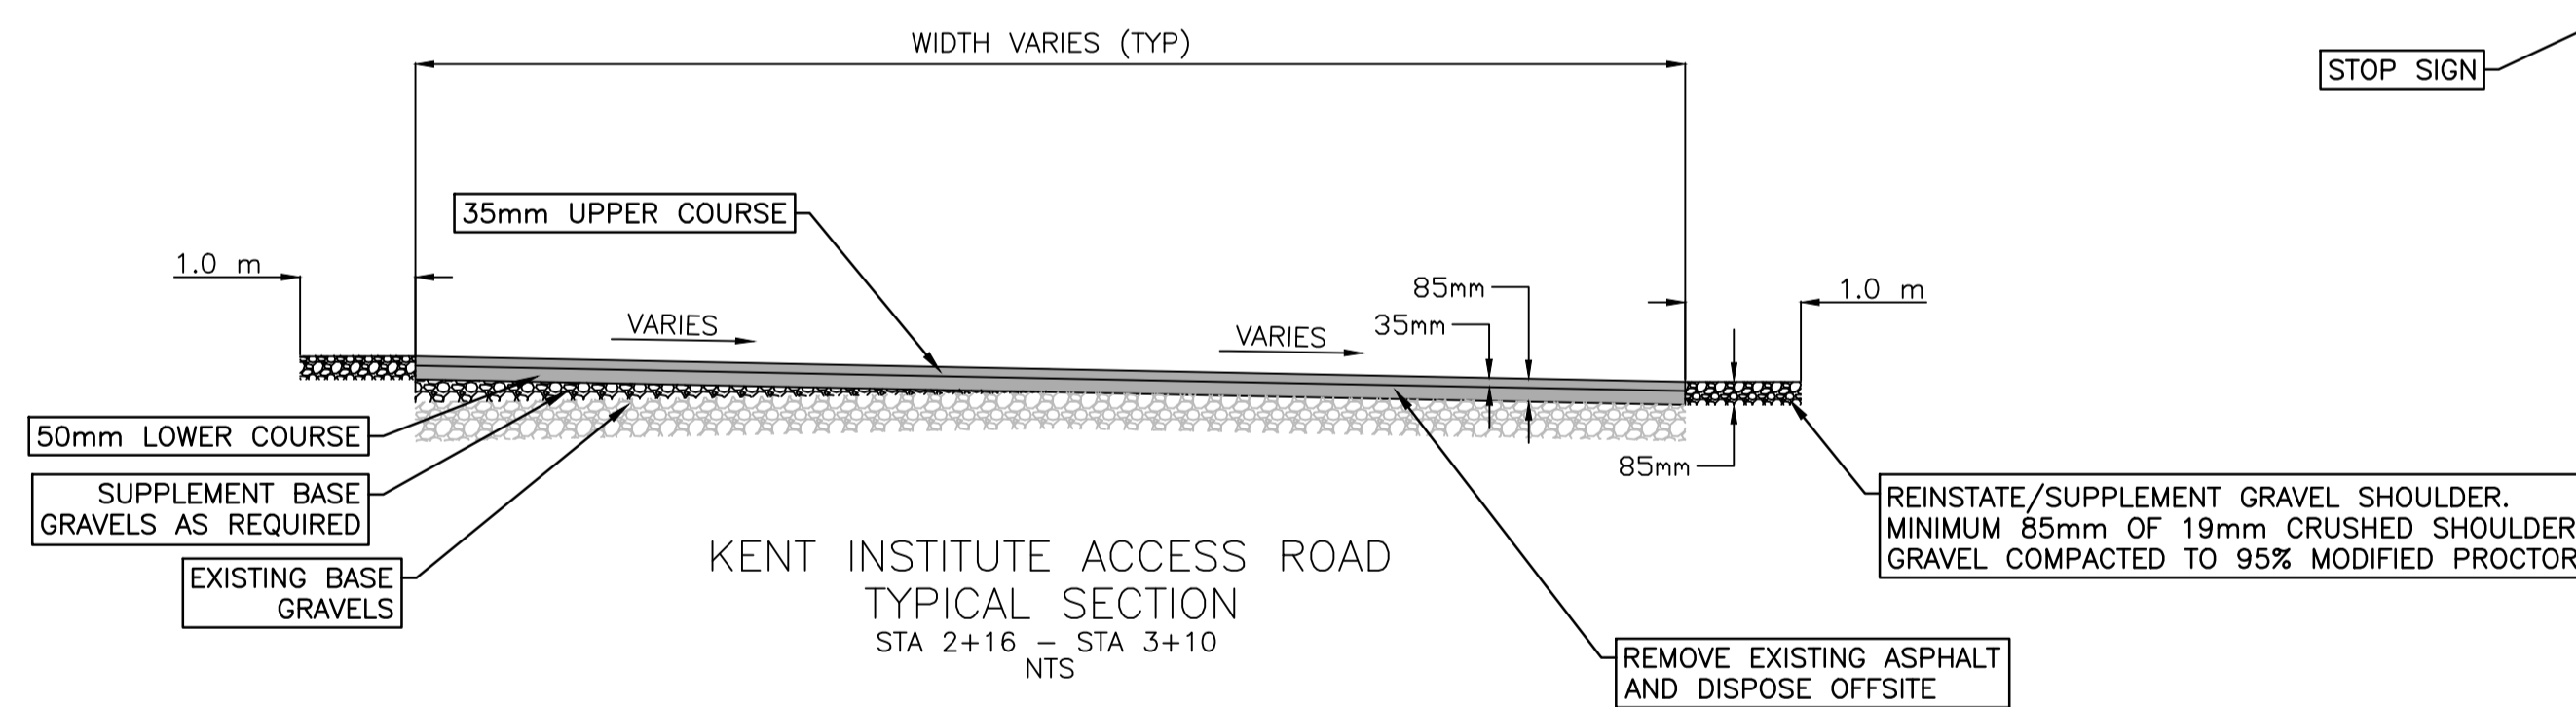 WIDTH VARIES (TYP)
STOP SIGN
35mm UPPER COURSE
1.0 m
85mm
1.0 m
VARIES
35mm
VARIES
50mm LOWER COURSE
85mm
SUPPLEMENT BASE
GRAVELS AS REQUIRED
REINSTATE/SUPPLEMENT GRAVEL SHOULDER.
MINIMUM 85mm OF 19mm CRUSHED SHOULDER
GRAVEL COMPACTED TO 95% MODIFIED PROCTOR
EXISTING BASE
GRAVELS
KENT INSTITUTE ACCESS ROAD
TYPICAL SECTION
STA 2+16 – STA 3+10
NTS
REMOVE EXISTING ASPHALT
AND DISPOSE OFFSITE